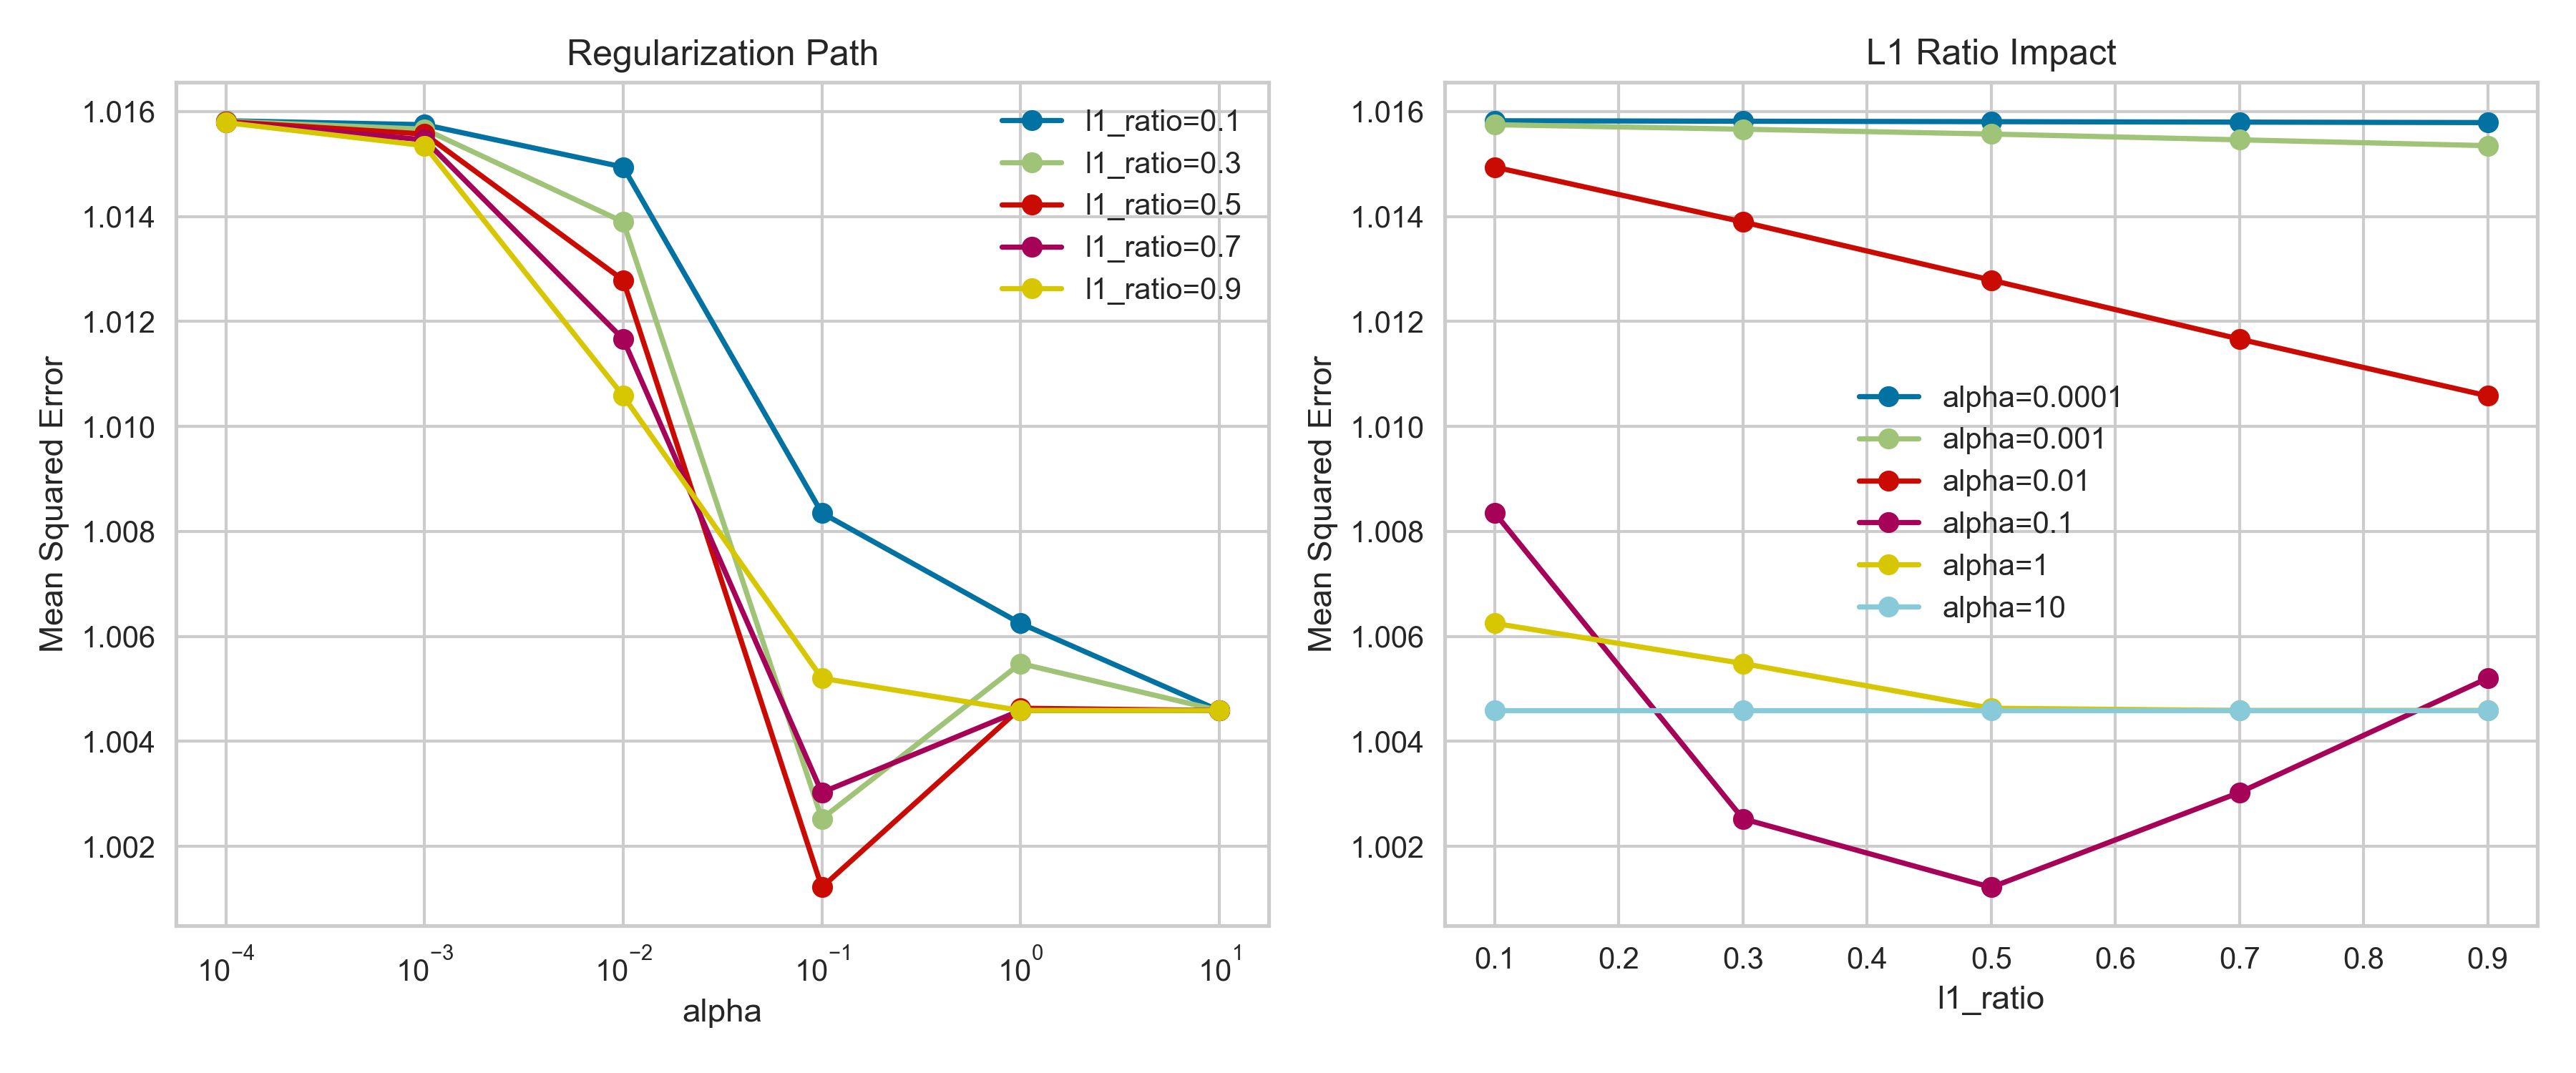 Regularization Path
Mean Squared Error
1.016
1.014
1.012
1.010
1.008
1.006
1.004
1.002
l1_ratio=0.1
l1_ratio=0.3
l1_ratio=0.5
l1_ratio=0.7
l1_ratio=0.9
10⁻⁴ 10⁻³ 10⁻² 10⁻¹ 10⁰ 10¹
alpha
L1 Ratio Impact
Mean Squared Error
1.016
1.014
1.012
1.010
1.008
1.006
1.004
1.002
alpha=0.0001
alpha=0.001
alpha=0.01
alpha=0.1
alpha=1
alpha=10
0.1 0.2 0.3 0.4 0.5 0.6 0.7 0.8 0.9
l1_ratio